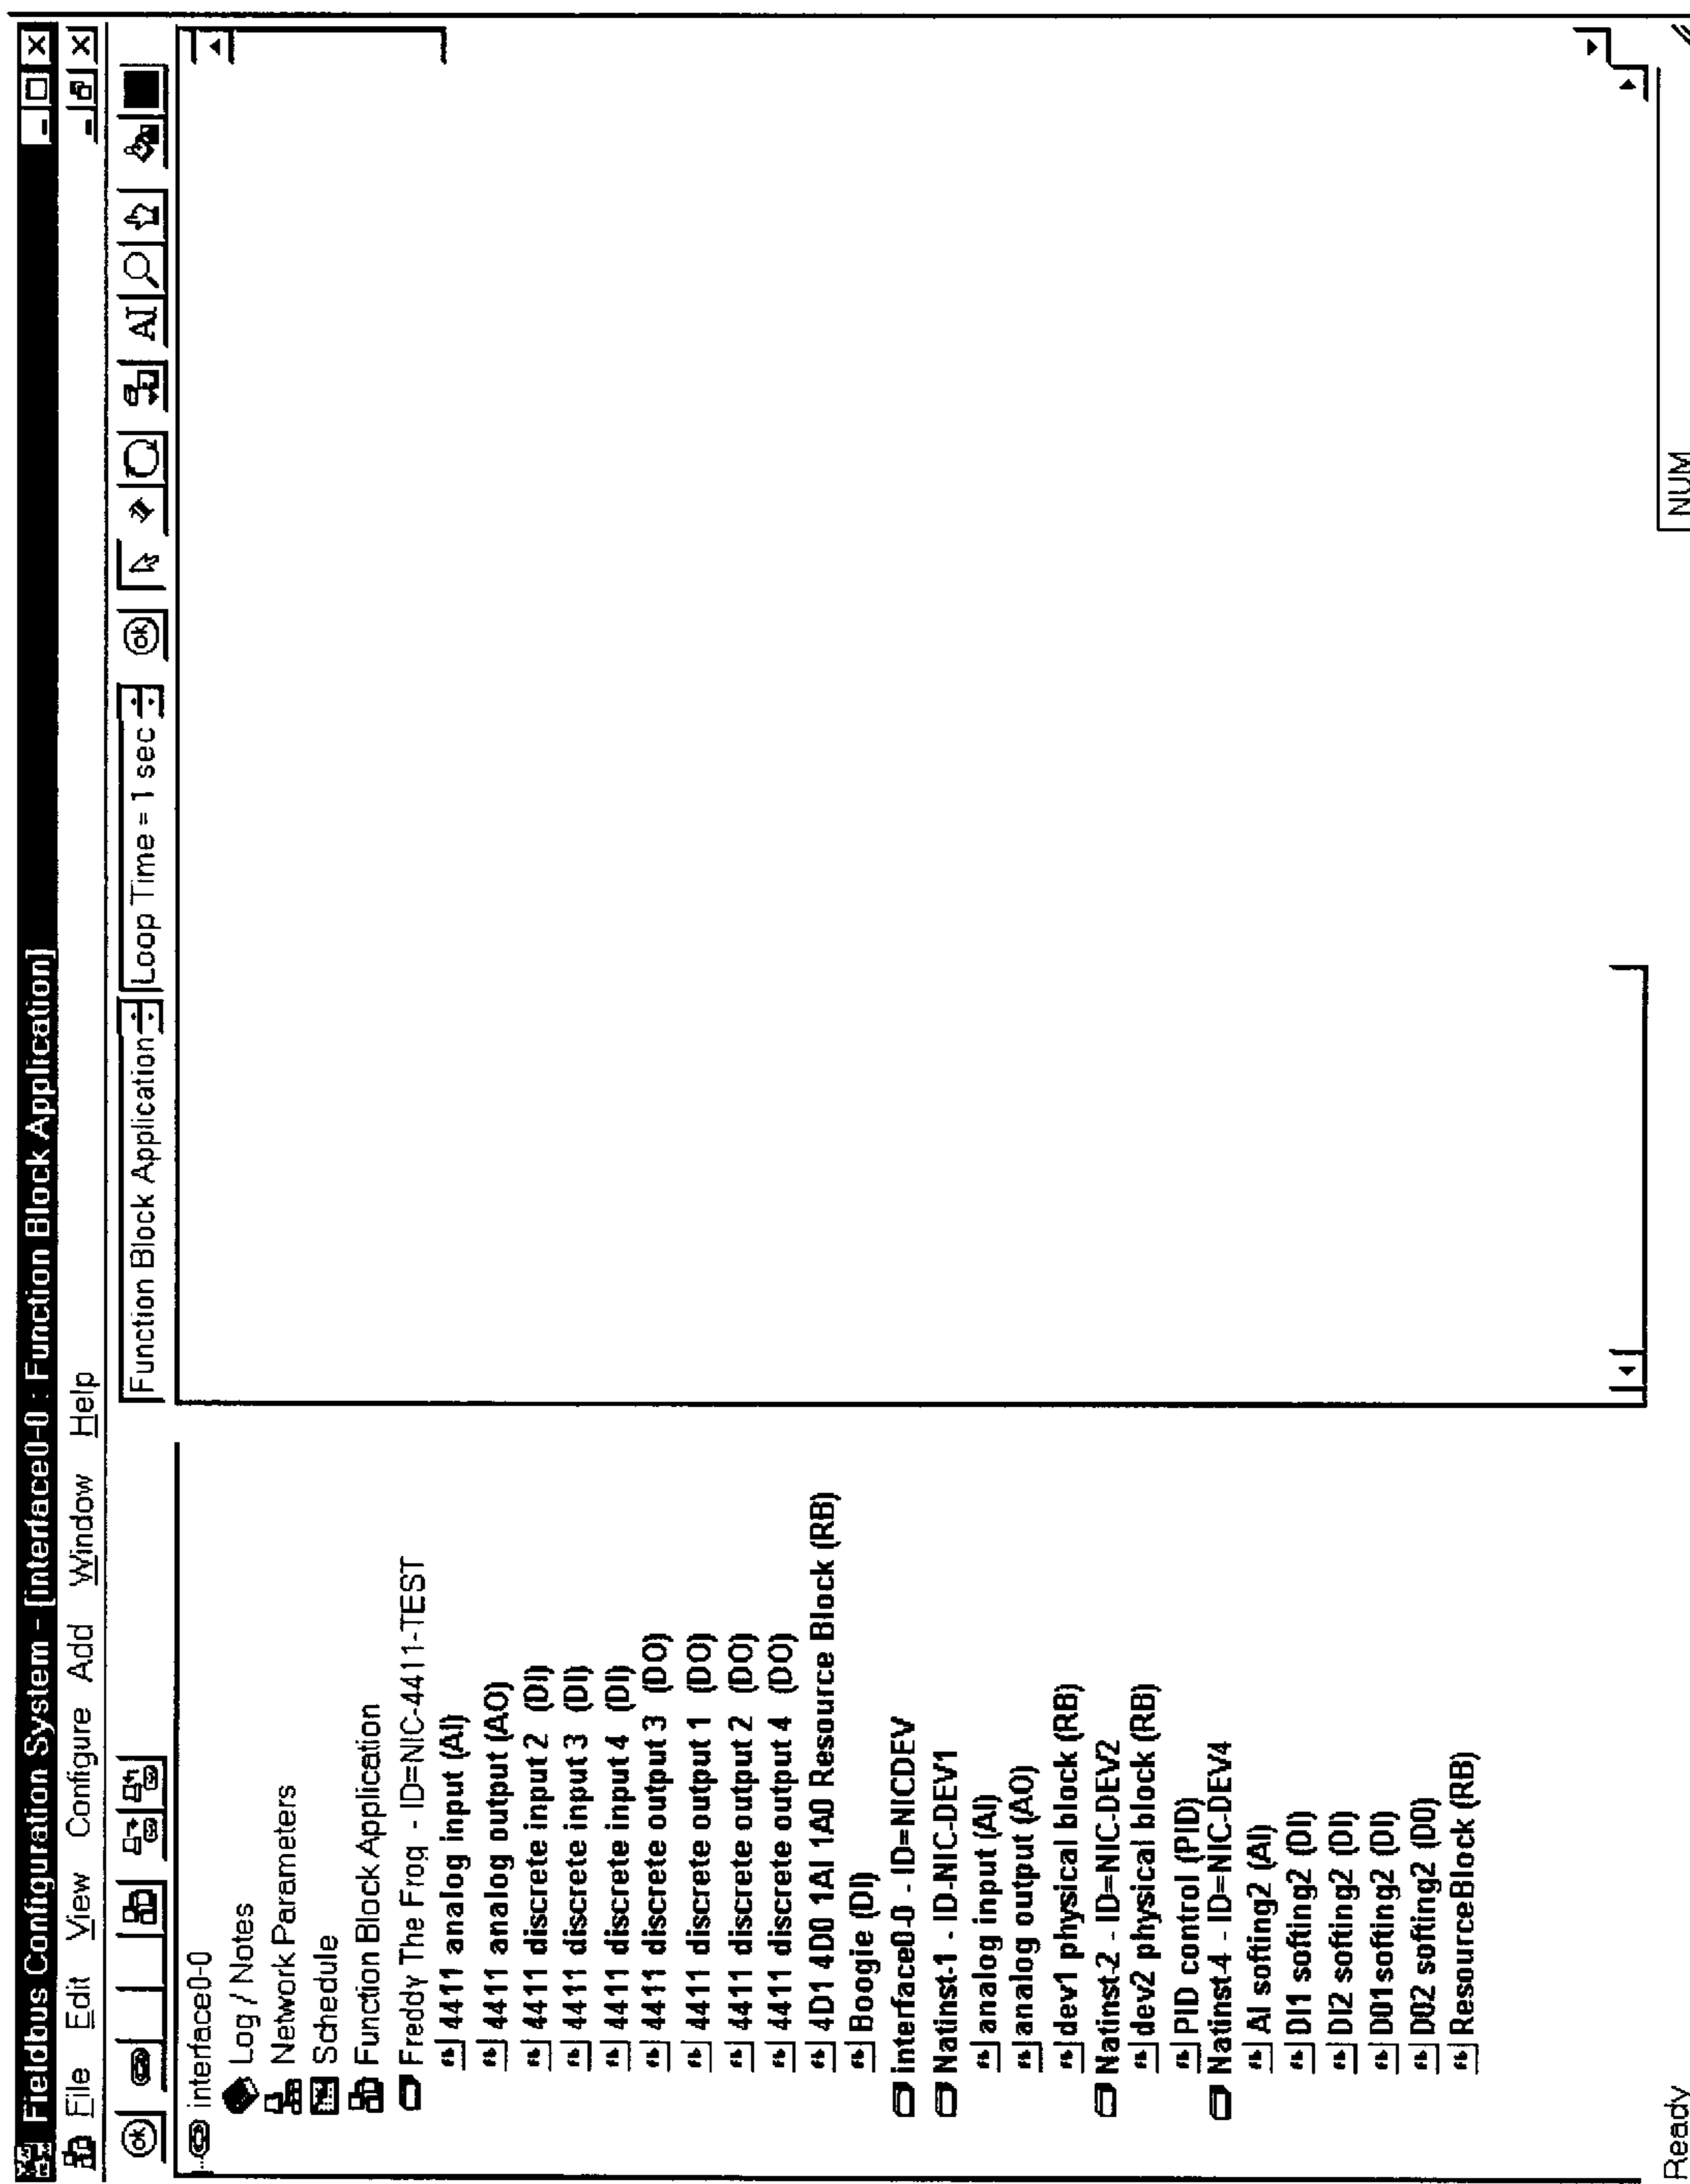 Fieldbus Configuration System - [interface0-0 : Function Block Application]
File Edit View Configure Add Window Help
ok
Function Block Application
Loop Time = 1 sec
ok
AI
interface0-0
Log / Notes
Network Parameters
Schedule
Function Block Application
Freddy The Frog - ID=NIC-4411-TEST
4411 analog input (AI)
4411 analog output (AO)
4411 discrete input 2 (DI)
4411 discrete input 3 (DI)
4411 discrete input 4 (DI)
4411 discrete output 3 (DO)
4411 discrete output 1 (DO)
4411 discrete output 2 (DO)
4411 discrete output 4 (DO)
4D1 4D0 1AI 1A0 Resource Block (RB)
Boogie (DI)
interface0-0 - ID=NICDEV
Natinst-1 - ID-NIC-DEV1
analog input (AI)
analog output (AO)
dev1 physical block (RB)
Natinst-2 - ID=NIC-DEV2
dev2 physical block (RB)
PID control (PID)
Natinst-4 - ID=NIC-DEV4
AI softing2 (AI)
DI1 softing2 (DI)
DI2 softing2 (DI)
D01 softing2 (DI)
D02 softing2 (D0)
ResourceBlock (RB)
Ready
NUM